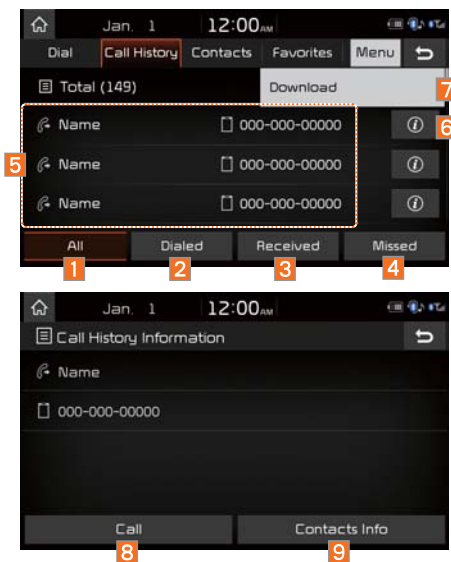 Jan. 1 12:00AM
Dial Call History Contacts Favorites Menu
Total (149) Download 7
Name 000-000-00000 i 6
5 Name 000-000-00000 i
Name 000-000-00000 i
All Dialed Received Missed
1 2 3 4
Jan. 1 12:00AM
Call History Information
Name
000-000-00000
Call Contacts Info
8 9